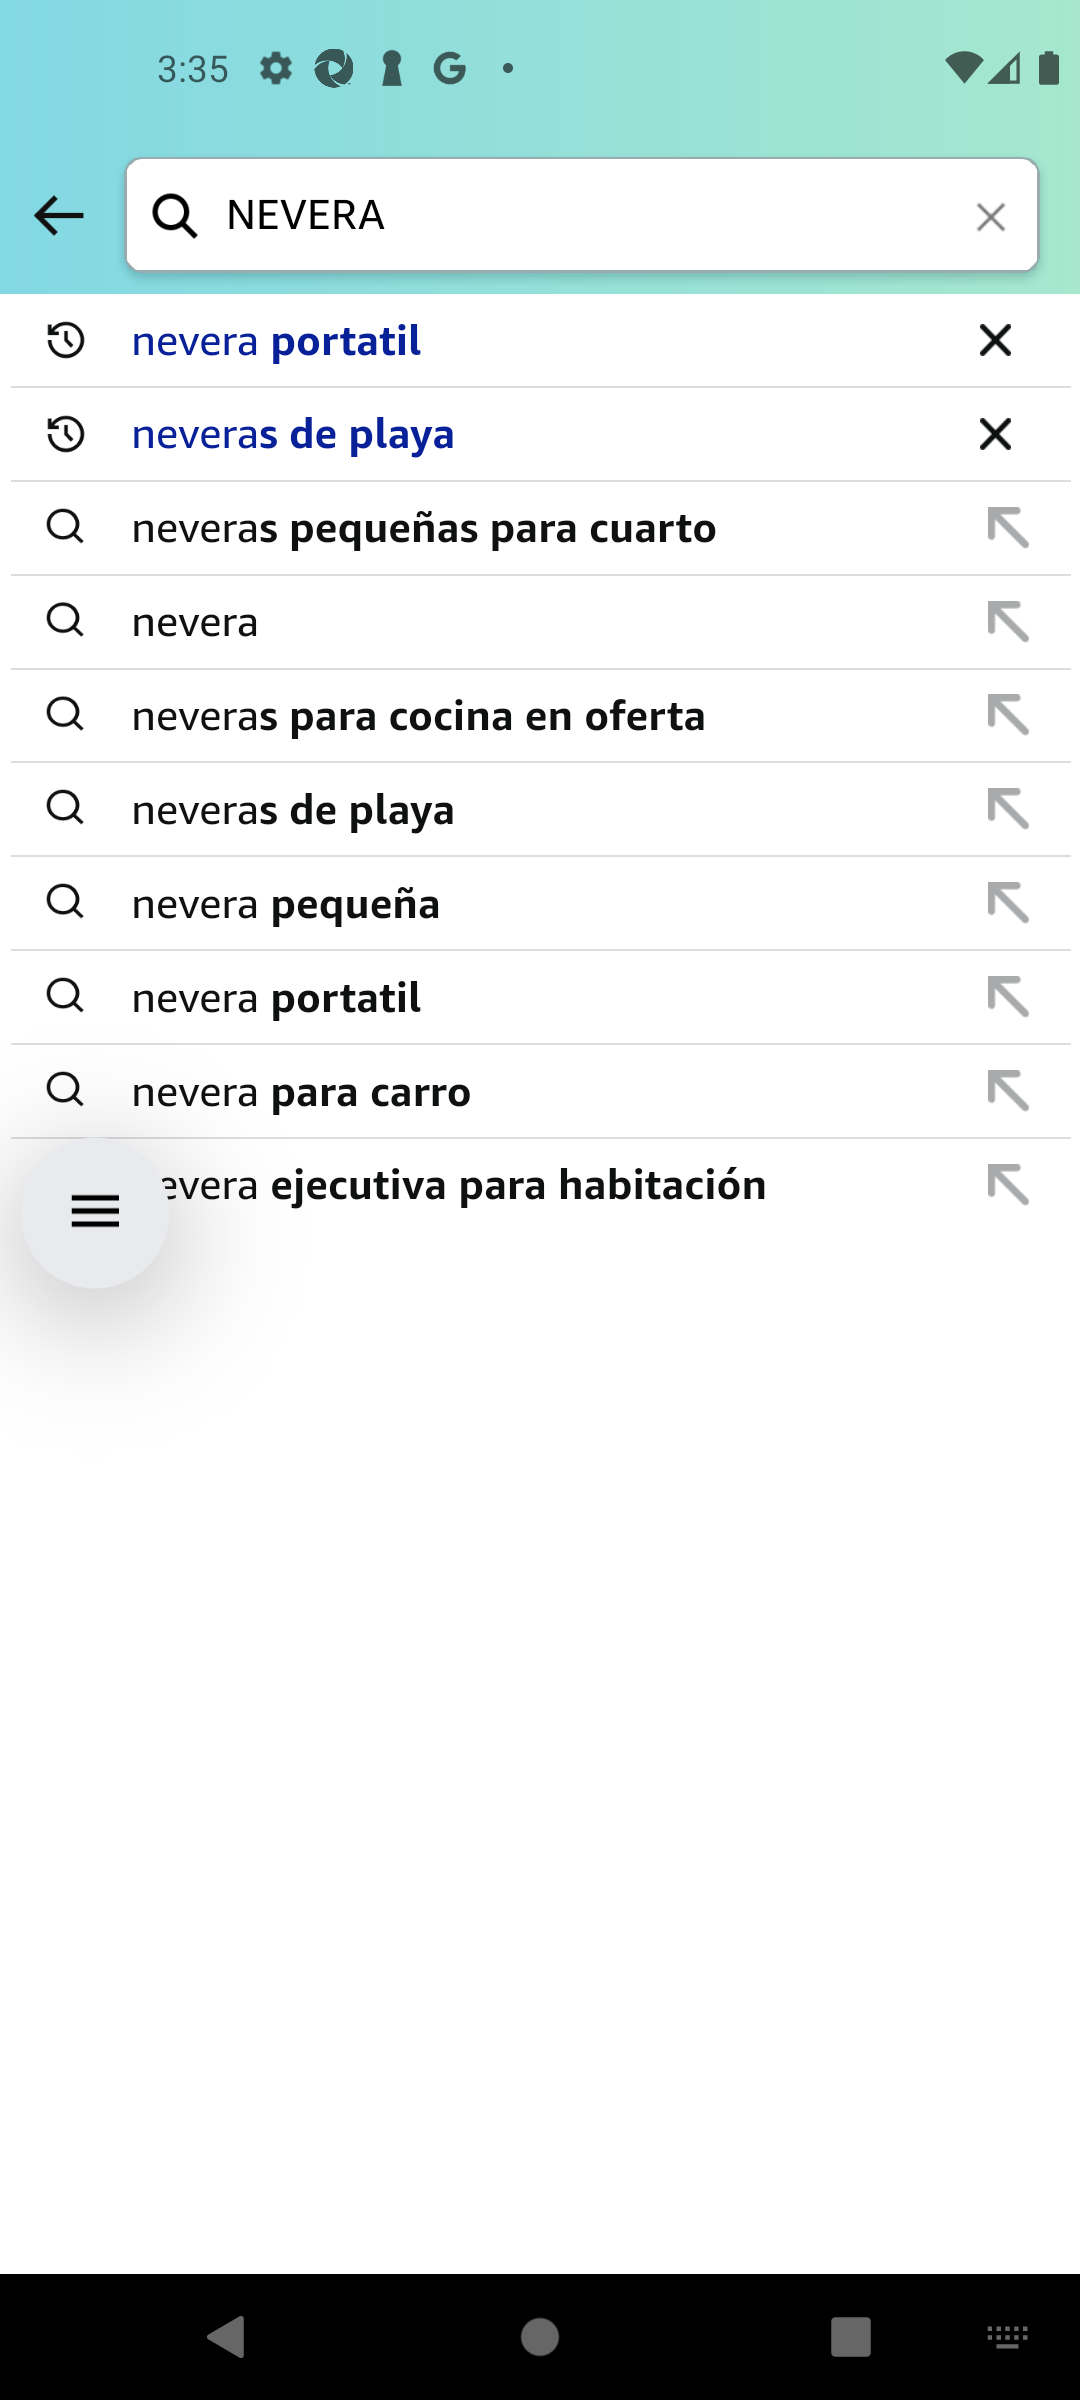 3:35
NEVERA
nevera portatil
neveras de playa
neveras pequeñas para cuarto
nevera
neveras para cocina en oferta
neveras de playa
nevera pequeña
nevera portatil
nevera para carro
evera ejecutiva para habitación